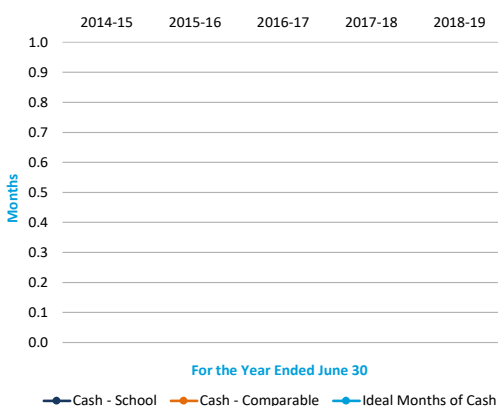 2014-15 2015-16 2016-17 2017-18 2018-19
1.0
0.9
0.8
0.7
0.6
0.5
0.4
0.3
0.2
0.1
0.0
Months
For the Year Ended June 30
Cash - School Cash - Comparable Ideal Months of Cash